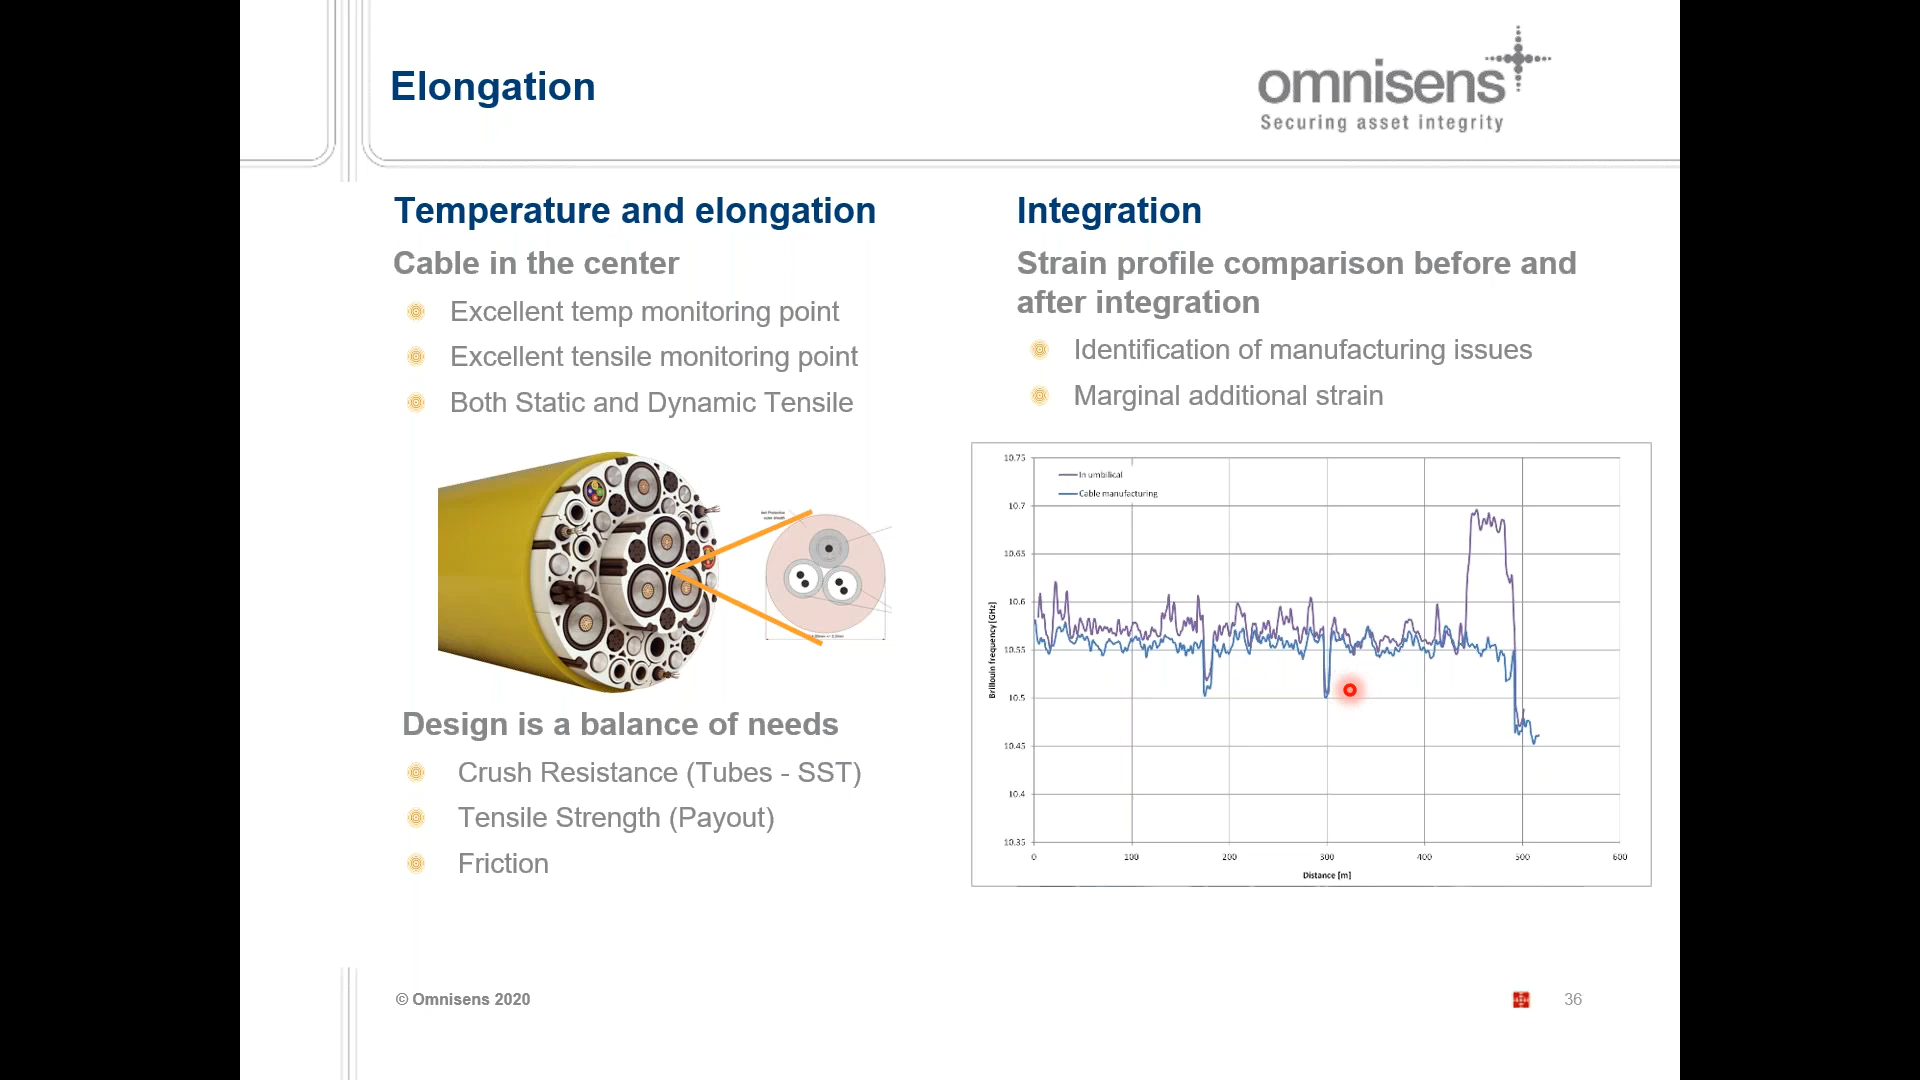 Elongation
omnisens
Securing asset integrity
Temperature and elongation
Cable in the center
Excellent temp monitoring point
Excellent tensile monitoring point
Both Static and Dynamic Tensile
Design is a balance of needs
Crush Resistance (Tubes - SST)
Tensile Strength (Payout)
Friction
Integration
Strain profile comparison before and
after integration
Identification of manufacturing issues
Marginal additional strain
In umbilical
Cable manufacturing
10.75
10.7
10.65
10.6
10.55
10.5
10.45
10.4
10.35
Brillouin frequency [GHz]
0 100 200 300 400 500 600
Distance [m]
© Omnisens 2020
36